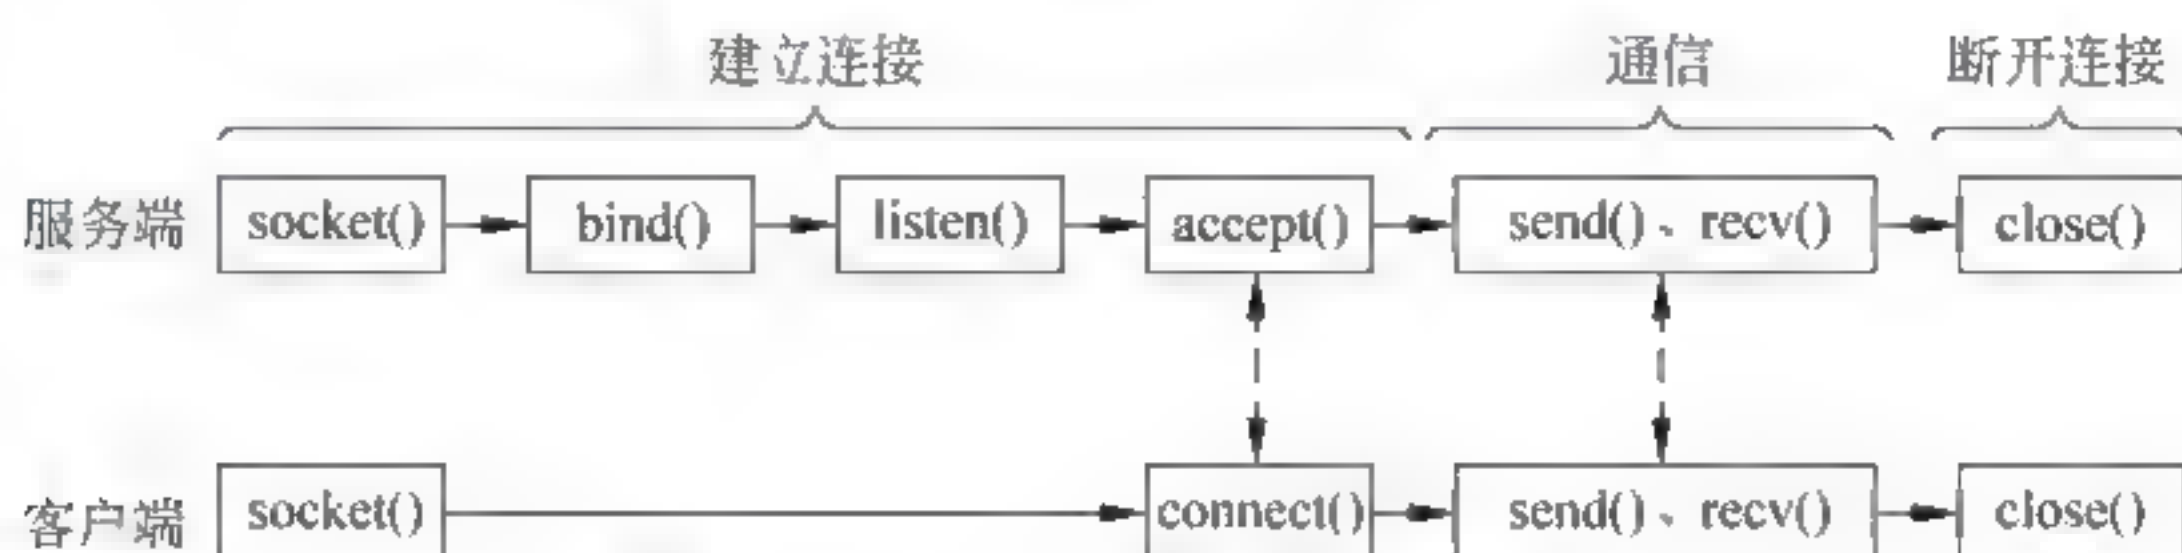 建立连接 通信 断开连接
服务端 socket() bind() listen() accept() send()、recv() close()
客户端 socket() connect() send()、recv() close()